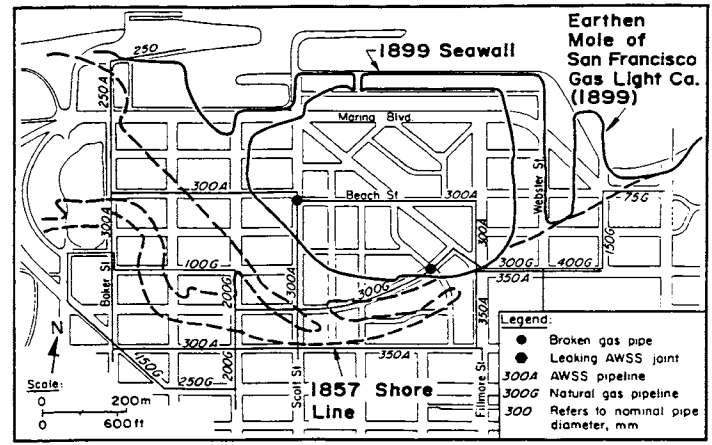 250
1899 Seawall
Earthen
Mole of
San Francisco
Gas Light Ca.
(1899)
250A
Marina Blvd.
Webster St.
300A
Beach St
300A
75G
300A
300A
150G
100G
200G
300A
300G
300G
400G
350A
Baker St
N
300A
350A
350A
150G
250G
200G
Scott St
Fillmore St
1857 Shore
Line
Scale:
0 200m
0 600ft
Legend:
Broken gas pipe
Leaking AWSS joint
300A AWSS pipeline
300G Natural gas pipeline
300 Refers to nominal pipe
diameter, mm